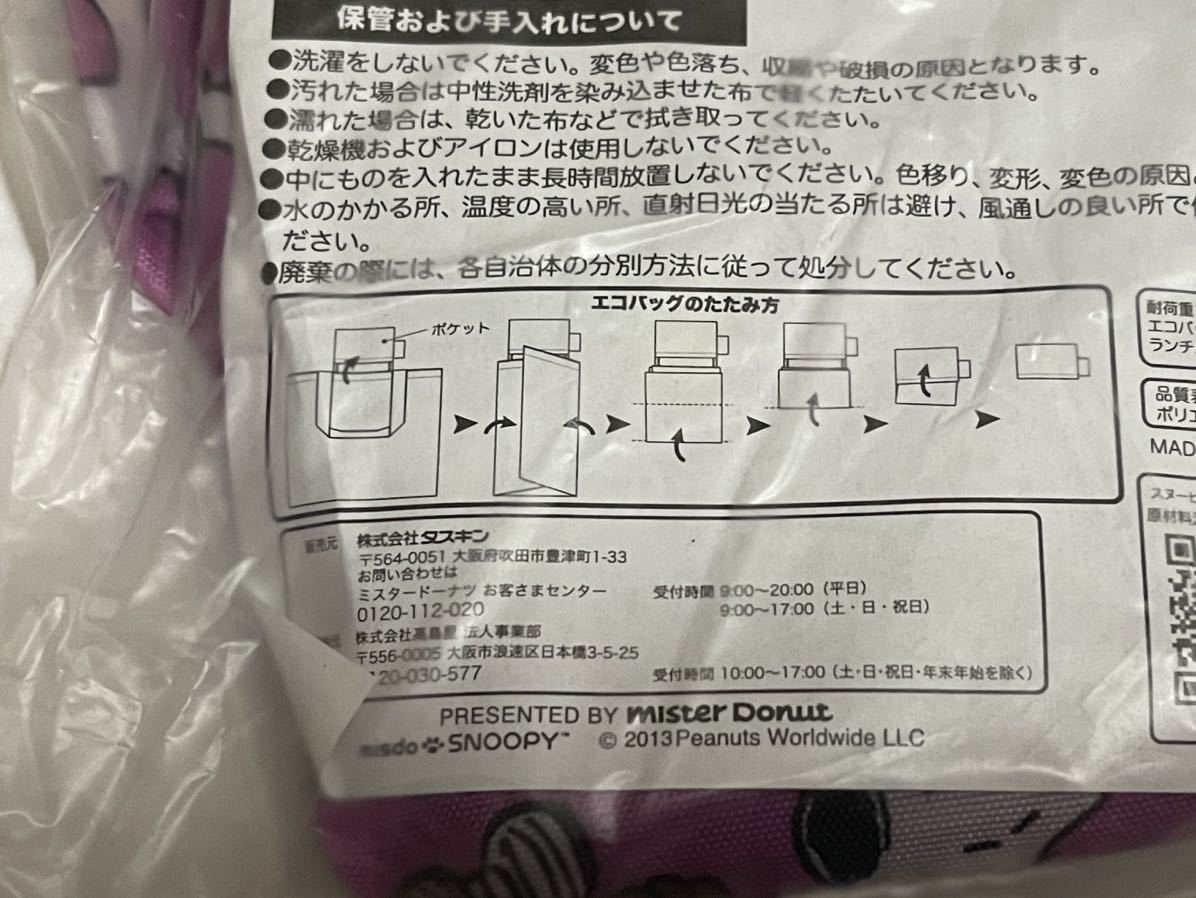 保管および手入れについて
●洗濯をしないでください。変色や色落ち、収縮や破損の原因となります。
●汚れた場合は中性洗剤を染み込ませた布で軽くたたいてください。
●濡れた場合は、乾いた布などで拭き取ってください。
●乾燥機およびアイロンは使用しないでください。
●中にものを入れたまま長時間放置しないでください。色移り、変形、変色の原因
●水のかかる所、温度の高い所、直射日光の当たる所は避け、風通しの良い所で
ださい。
●廃棄の際には、各自治体の分別方法に従って処分してください。
エコバッグのたたみ方
ポケット
耐荷重
エコバ
ランチ
品質
ポリエ
MAD
スヌーピ
原材料
販売元 株式会社ダスキン
〒564-0051 大阪府吹田市豊津町1-33
お問い合わせは
ミスタードーナツ お客さまセンター 受付時間 9:00〜20:00（平日）
0120-112-020 9:00〜17:00（土・日・祝日）
株式会社高島屋 法人事業部
〒556-0005 大阪市浪速区日本橋3-5-25
120-030-577 受付時間 10:00〜17:00（土・日・祝日・年末年始を除く）
PRESENTED BY mister Donut
misdo SNOOPY™ © 2013 Peanuts Worldwide LLC